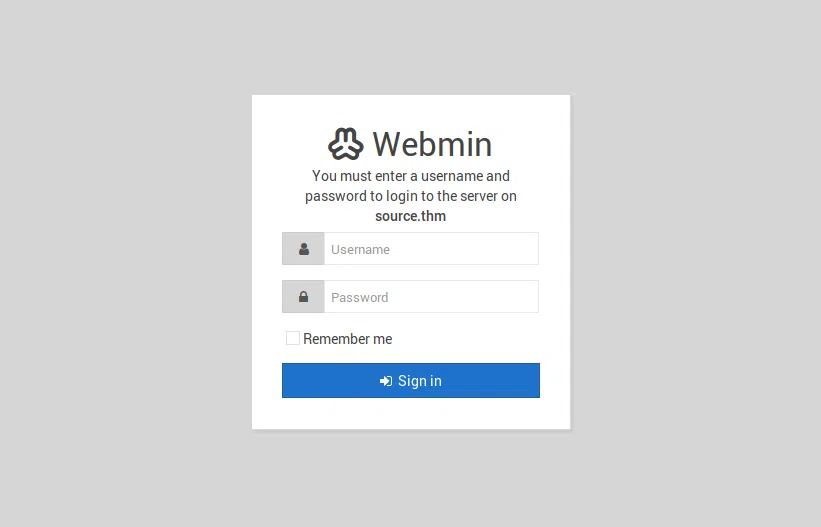 Webmin
You must enter a username and
password to login to the server on
source.thm
Username
Password
Remember me
Sign in